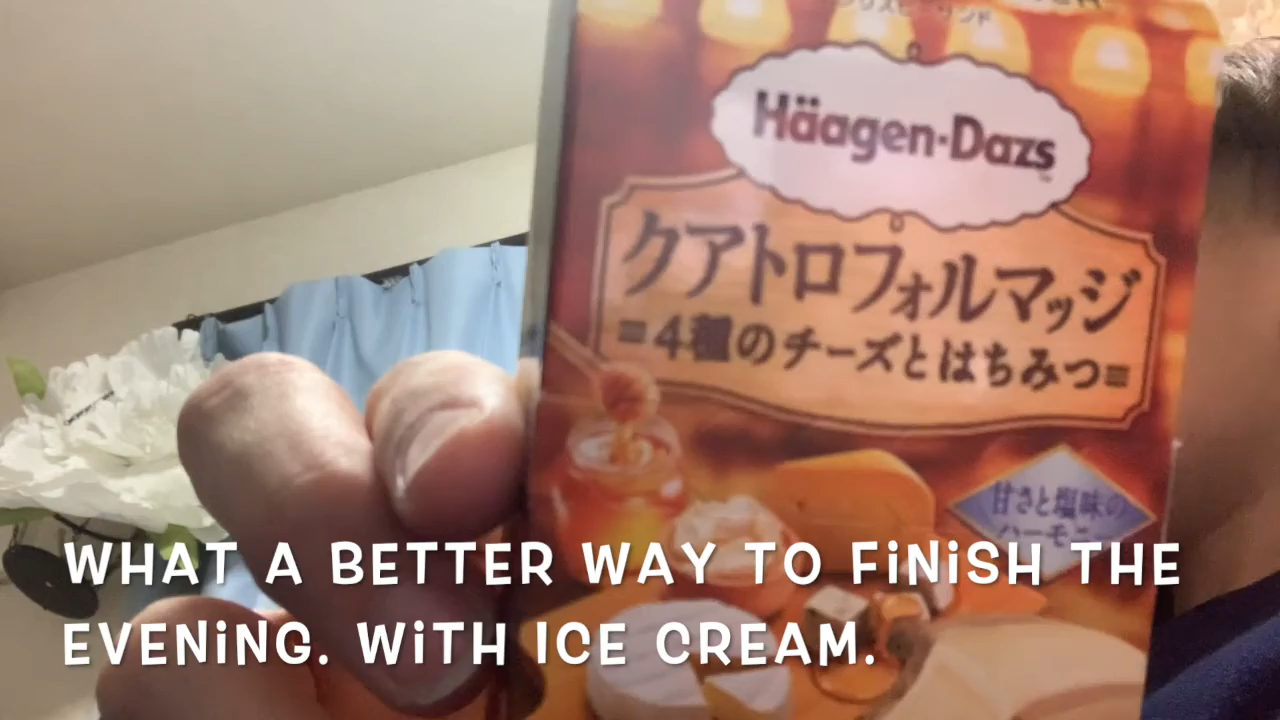 Häagen-Dazs
クアトロフォルマッジ
=4種のチーズとはちみつ=
甘さと塩味の
WHAT A BETTER WAY TO FINISH THE
EVENING. WITH ICE CREAM.